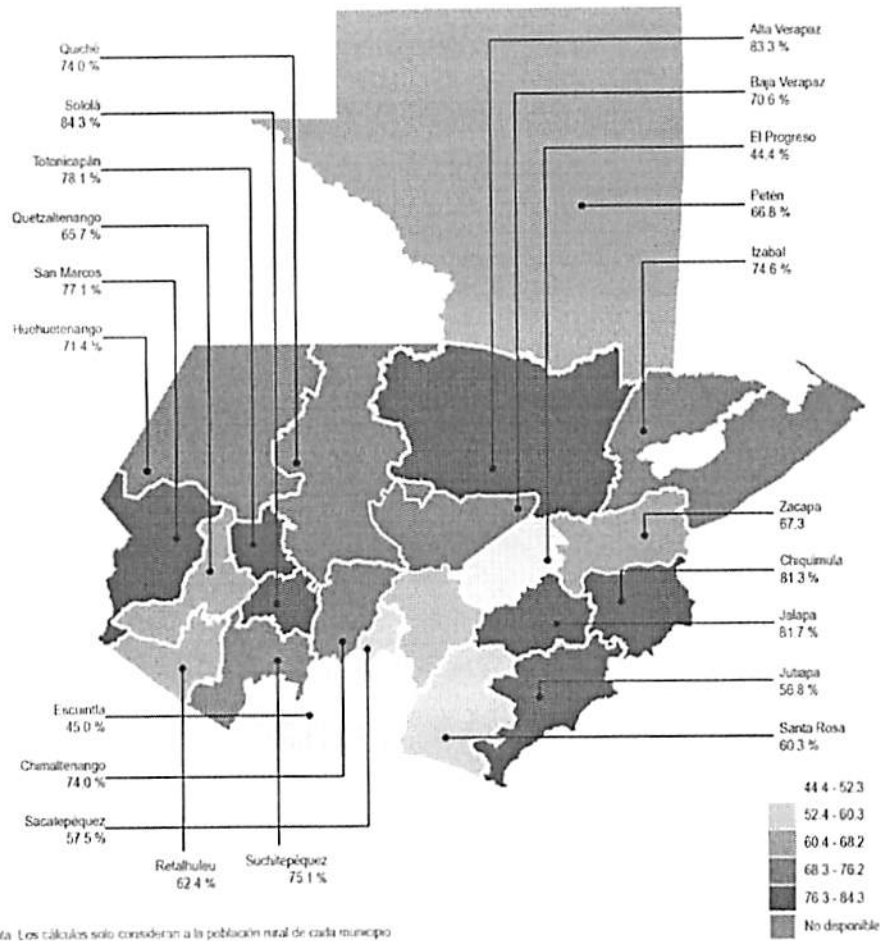 Quiché
74.0 %
Sololá
84.3 %
Totonicapán
78.1 %
Quetzaltenango
65.7 %
San Marcos
77.1 %
Huehuetenango
71.4 %
Alta Verapaz
83.3 %
Baja Verapaz
70.6 %
El Progreso
44.4 %
Petén
66.8 %
Izabal
74.6 %
Zacapa
67.3
Chiquimula
81.3 %
Jalapa
81.7 %
Jutiapa
56.8 %
Santa Rosa
60.3 %
Escuintla
45.0 %
Chimaltenango
74.0 %
Sacatepéquez
57.5 %
Retalhuleu
62.4 %
Suchitepéquez
75.1 %
44.4 - 52.3
52.4 - 60.3
60.4 - 68.2
68.3 - 76.2
76.3 - 84.3
No disponible
ta: Los cálculos solo consideran a la población rural de cada municipio